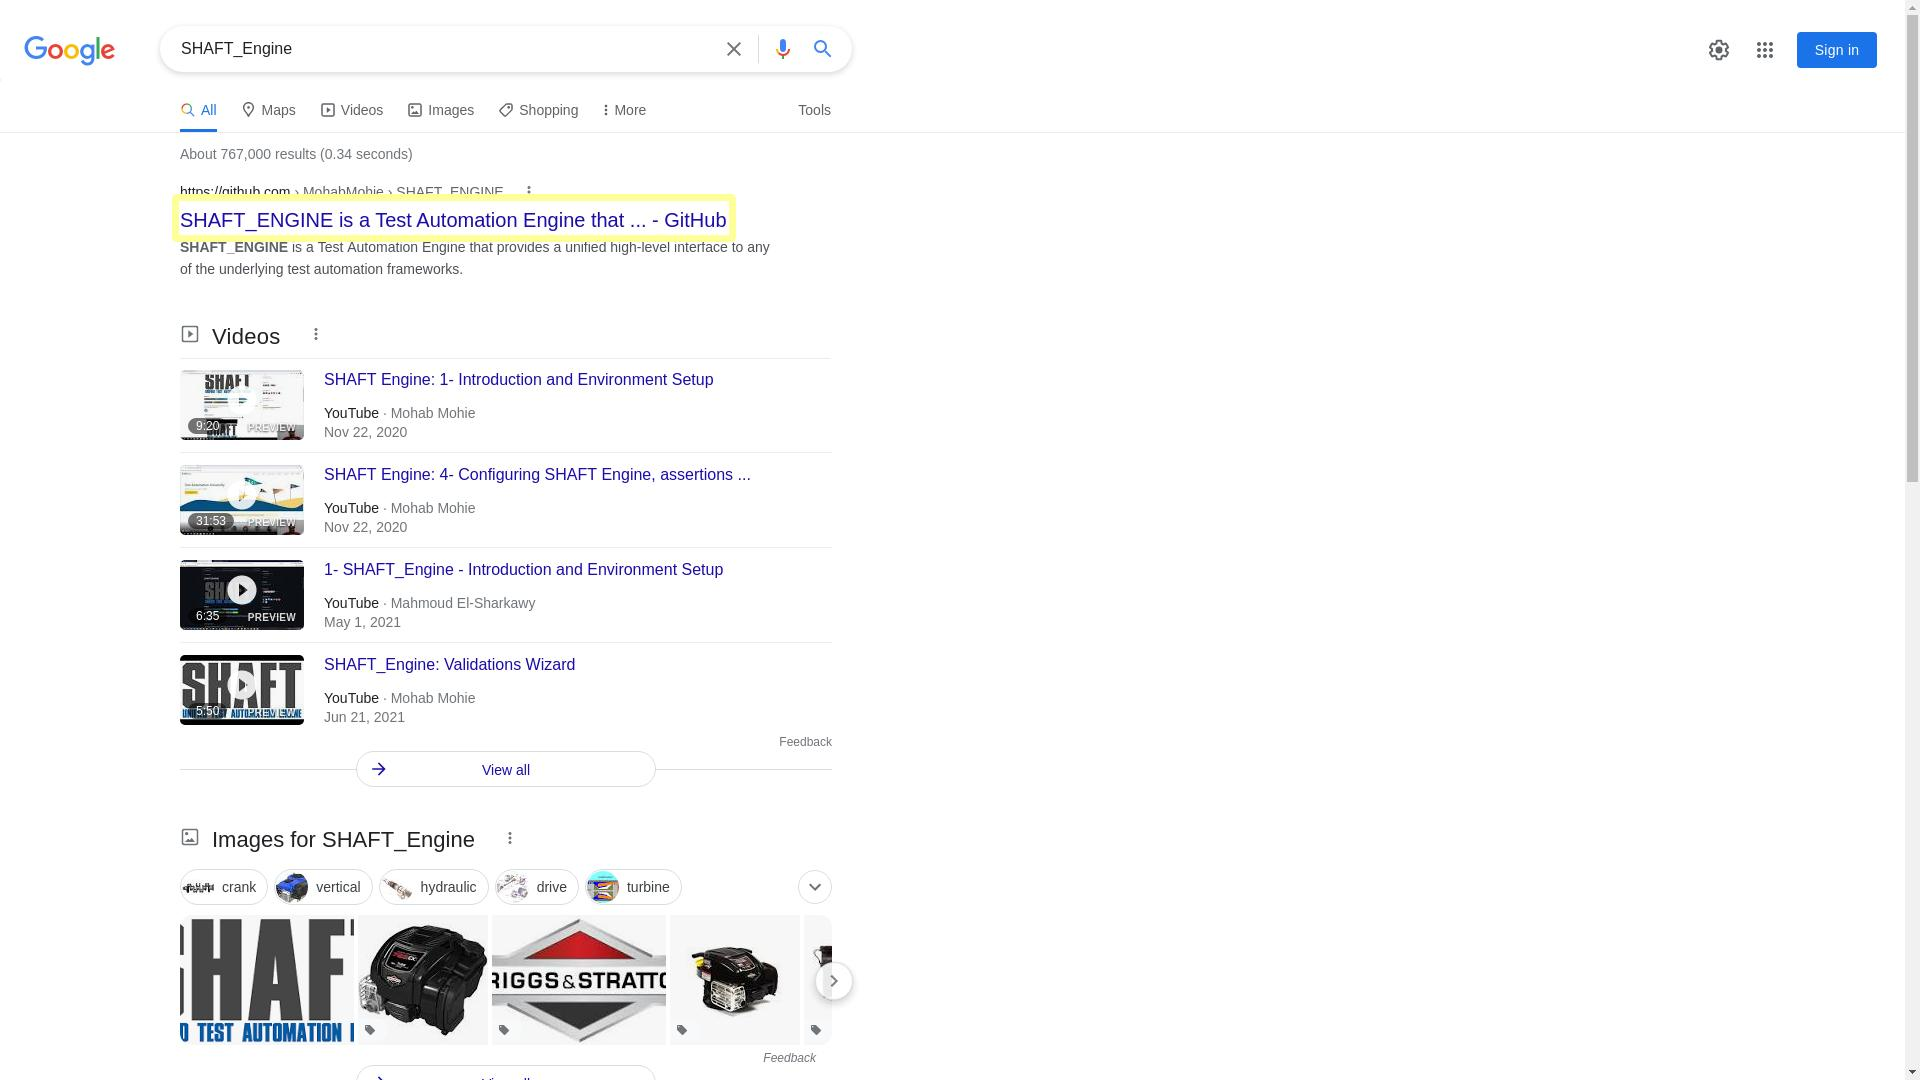 Google
SHAFT_Engine
Sign in
All
Maps
Videos
Images
Shopping
More
Tools
About 767,000 results (0.34 seconds)
https://github.com › MohabMohie › SHAFT_ENGINE
SHAFT_ENGINE is a Test Automation Engine that ... - GitHub
SHAFT_ENGINE is a Test Automation Engine that provides a unified high-level interface to any
of the underlying test automation frameworks.
Videos
SHAFT
9:20
PREVIEW
SHAFT Engine: 1- Introduction and Environment Setup
YouTube · Mohab Mohie
Nov 22, 2020
31:53
PREVIEW
SHAFT Engine: 4- Configuring SHAFT Engine, assertions ...
YouTube · Mohab Mohie
Nov 22, 2020
6:35
PREVIEW
1- SHAFT_Engine - Introduction and Environment Setup
YouTube · Mahmoud El-Sharkawy
May 1, 2021
SHAFT
5:50
PREVIEW
SHAFT_Engine: Validations Wizard
YouTube · Mohab Mohie
Jun 21, 2021
Feedback
View all
Images for SHAFT_Engine
crank
vertical
hydraulic
drive
turbine
SHAF
D TEST AUTOMATION
RIGGS&STRATTO
Feedback
View all